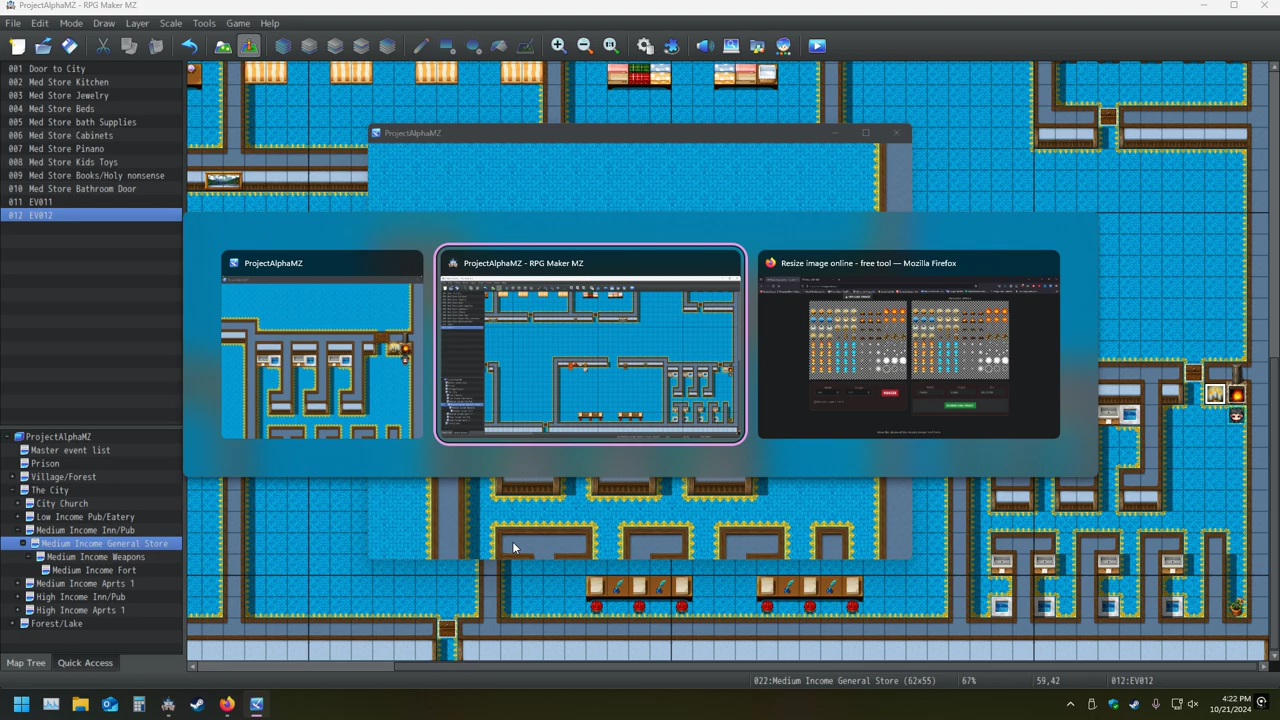 ProjectAlphaMZ - RPG Maker MZ
File Edit Mode Draw Layer Scale Tools Game Help
001 Door to City
002 Med Store Kitchen
003 Med Store Jewelry
004 Med Store Beds
005 Med Store bath Supplies
006 Med Store Cabinets
007 Med Store Pinano
008 Med Store Kids Toys
009 Med Store Books/Holy nonsense
010 Med Store Bathroom Door
011 EV011
012 EV012
ProjectAlphaMZ
ProjectAlphaMZ
ProjectAlphaMZ - RPG Maker MZ
Resize image online - free tool — Mozilla Firefox
ProjectAlphaMZ
Master event list
Prison
Village/Forest
The City
City Church
Low Income Pub/Eatery
Medium Income Inn/Pub
Medium Income General Store
Medium Income Weapons
Medium Income Fort
Medium Income Aprts 1
High Income Inn/Pub
High Income Aprts 1
Forest/Lake
Map Tree Quick Access
022:Medium Income General Store (62x55) 67% 59,42 012:EV012
4:22 PM
10/21/2024